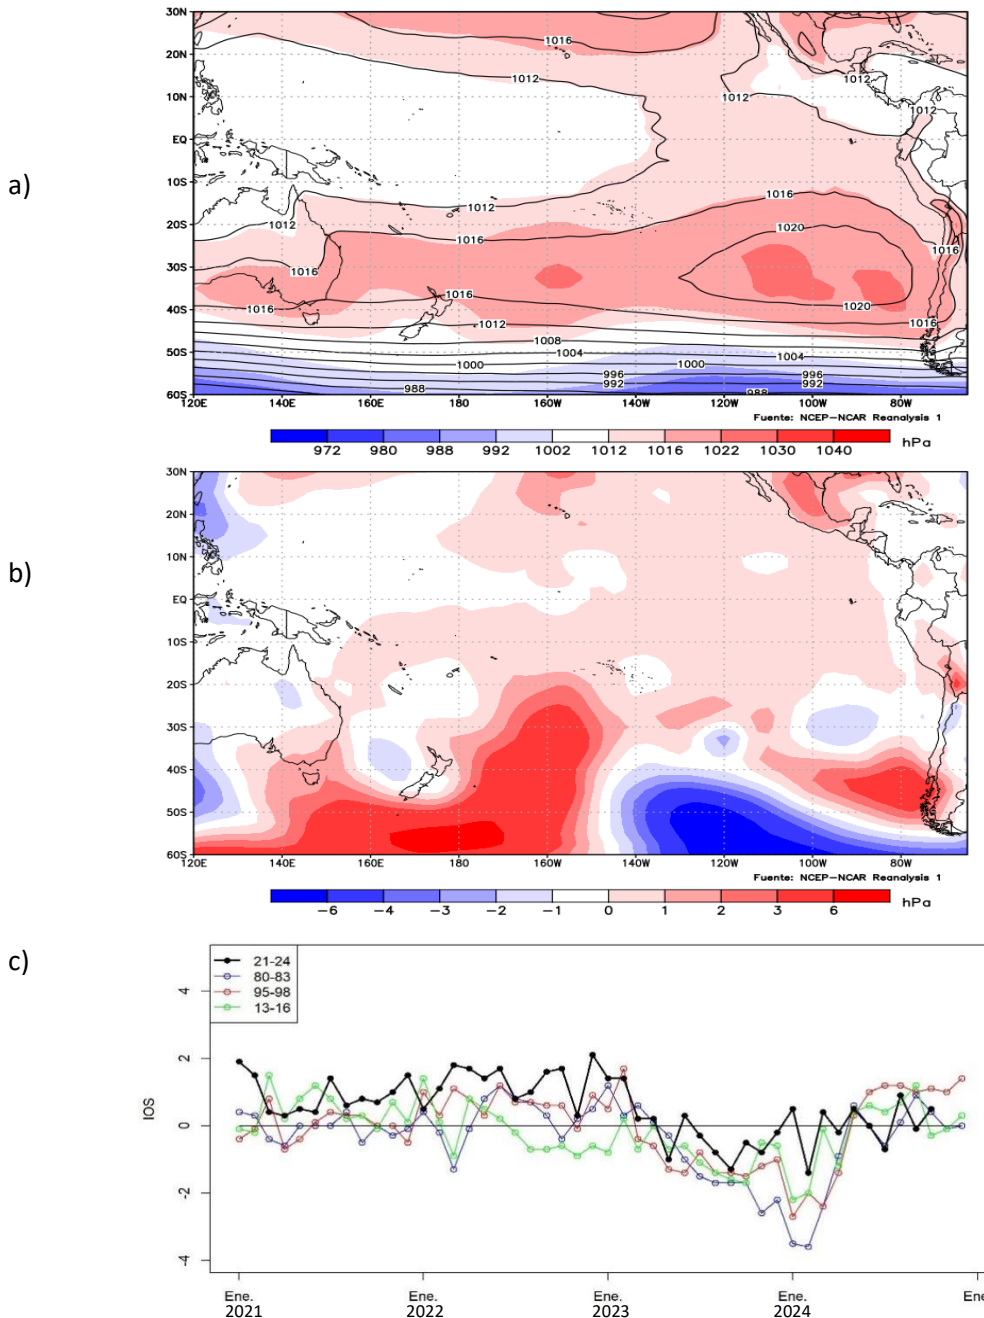 a)
30N
20N
10N
EQ
10S
20S
30S
40S
50S
60S
1016
1012
1012
1012
1012
1012
1012
1016
1016
1020
1016
1016
1016
1016
1020
1016
1012
1008
1004
1004
1000
1000
996
996
992
992
988
988
120E 140E 160E 180 160W 140W 120W 100W 80W
Fuente: NCEP-NCAR Reanalysis 1
972 980 988 992 1002 1012 1016 1022 1030 1040 hPa
b)
30N
20N
10N
EQ
10S
20S
30S
40S
50S
60S
120E 140E 160E 180 160W 140W 120W 100W 80W
Fuente: NCEP-NCAR Reanalysis 1
-6 -4 -3 -2 -1 0 1 2 3 6 hPa
c)
21-24
80-83
95-98
13-16
IOS
4
2
0
-2
-4
Ene. Ene. Ene. Ene. Ene
2021 2022 2023 2024